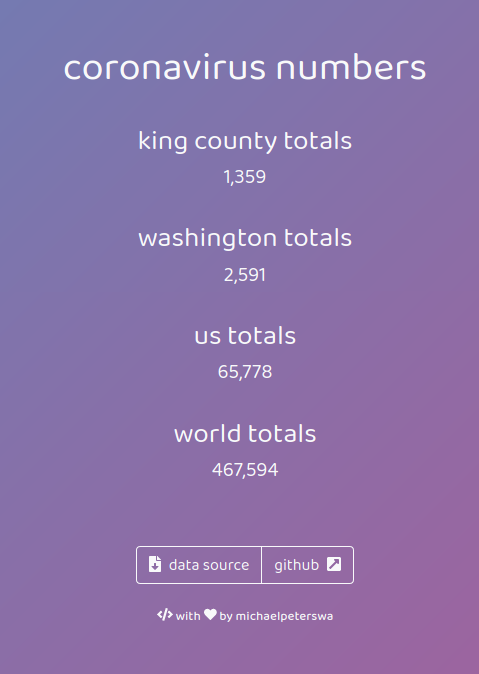 coronavirus numbers
king county totals
1,359
washington totals
2,591
us totals
65,778
world totals
467,594
data source
github
</> with ♥ by michaelpeterswa